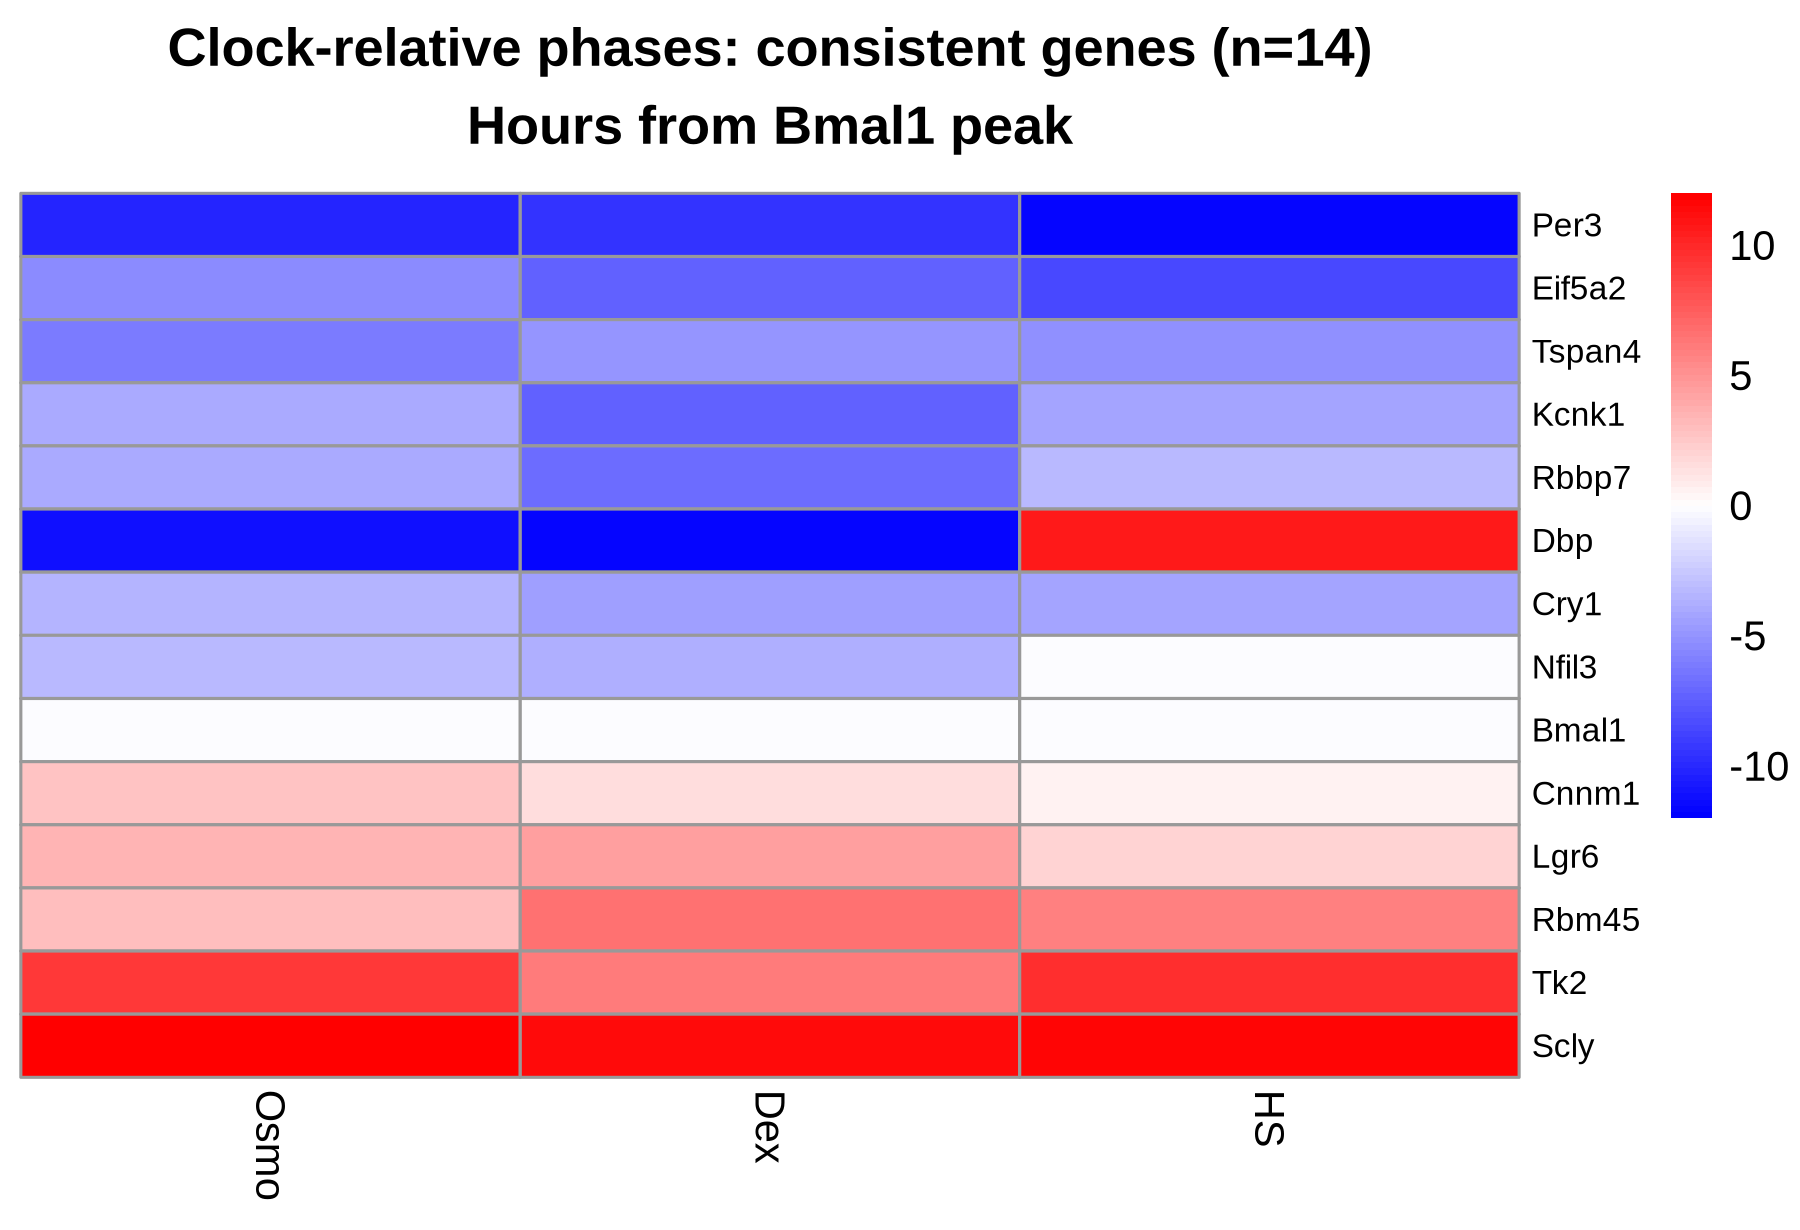 Clock-relative phases: consistent genes (n=14)
Hours from Bmal1 peak
Per3
Eif5a2
Tspan4
Kcnk1
Rbbp7
Dbp
Cry1
Nfil3
Bmal1
Cnnm1
Lgr6
Rbm45
Tk2
Scly
10
5
0
-5
-10
Osmo
Dex
HS